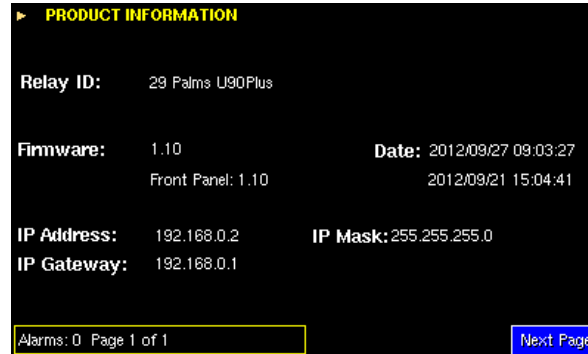 PRODUCT INFORMATION
Relay ID: 29 Palms U90Plus
Firmware: 1.10 Date: 2012/09/27 09:03:27
Front Panel: 1.10 2012/09/21 15:04:41
IP Address: 192.168.0.2 IP Mask: 255.255.255.0
IP Gateway: 192.168.0.1
Alarms: 0 Page 1 of 1 Next Page